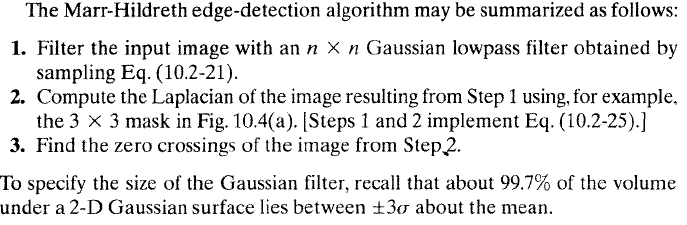 The Marr-Hildreth edge-detection algorithm may be summarized as follows:
1. Filter the input image with an n × n Gaussian lowpass filter obtained by
sampling Eq. (10.2-21).
2. Compute the Laplacian of the image resulting from Step 1 using, for example,
the 3 × 3 mask in Fig. 10.4(a). [Steps 1 and 2 implement Eq. (10.2-25).]
3. Find the zero crossings of the image from Step 2.
To specify the size of the Gaussian filter, recall that about 99.7% of the volume
under a 2-D Gaussian surface lies between ±3σ about the mean.